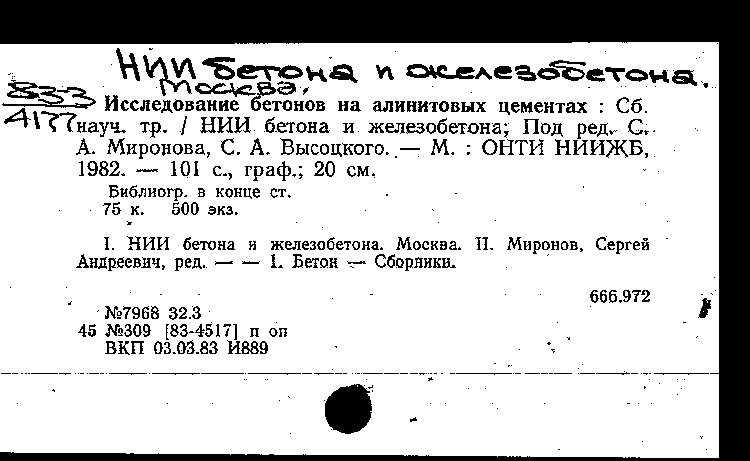 НИИ бетона и железобетона.
Москва.
833
4177
Исследование бетонов на алинитовых цементах : Сб.
науч. тр. / НИИ бетона и железобетона; Под ред. С.
А. Миронова, С. А. Высоцкого. — М. : ОНТИ НИИЖБ,
1982. — 101 с., граф.; 20 см.
Библиогр. в конце ст.
75 к. 500 экз.
I. НИИ бетона и железобетона. Москва. II. Миронов, Сергей
Андреевич, ред. — — 1. Бетон — Сборники.
666.972
№7968 32.3
45 №309 [83-4517] п оп
ВКП 03.03.83 И889